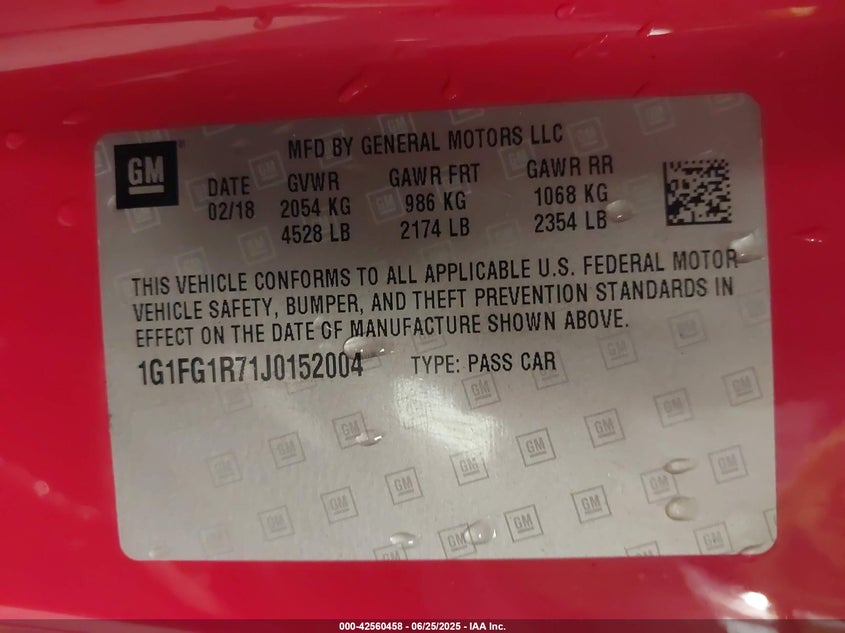 GM
MFD BY GENERAL MOTORS LLC
DATE GVWR GAWR FRT GAWR RR
02/18 2054 KG 986 KG 1068 KG
4528 LB 2174 LB 2354 LB
THIS VEHICLE CONFORMS TO ALL APPLICABLE U.S. FEDERAL MOTOR
VEHICLE SAFETY, BUMPER, AND THEFT PREVENTION STANDARDS IN
EFFECT ON THE DATE OF MANUFACTURE SHOWN ABOVE.
1G1FG1R71J0152004 TYPE: PASS CAR
000-42560458 - 06/25/2025 - IAA Inc.